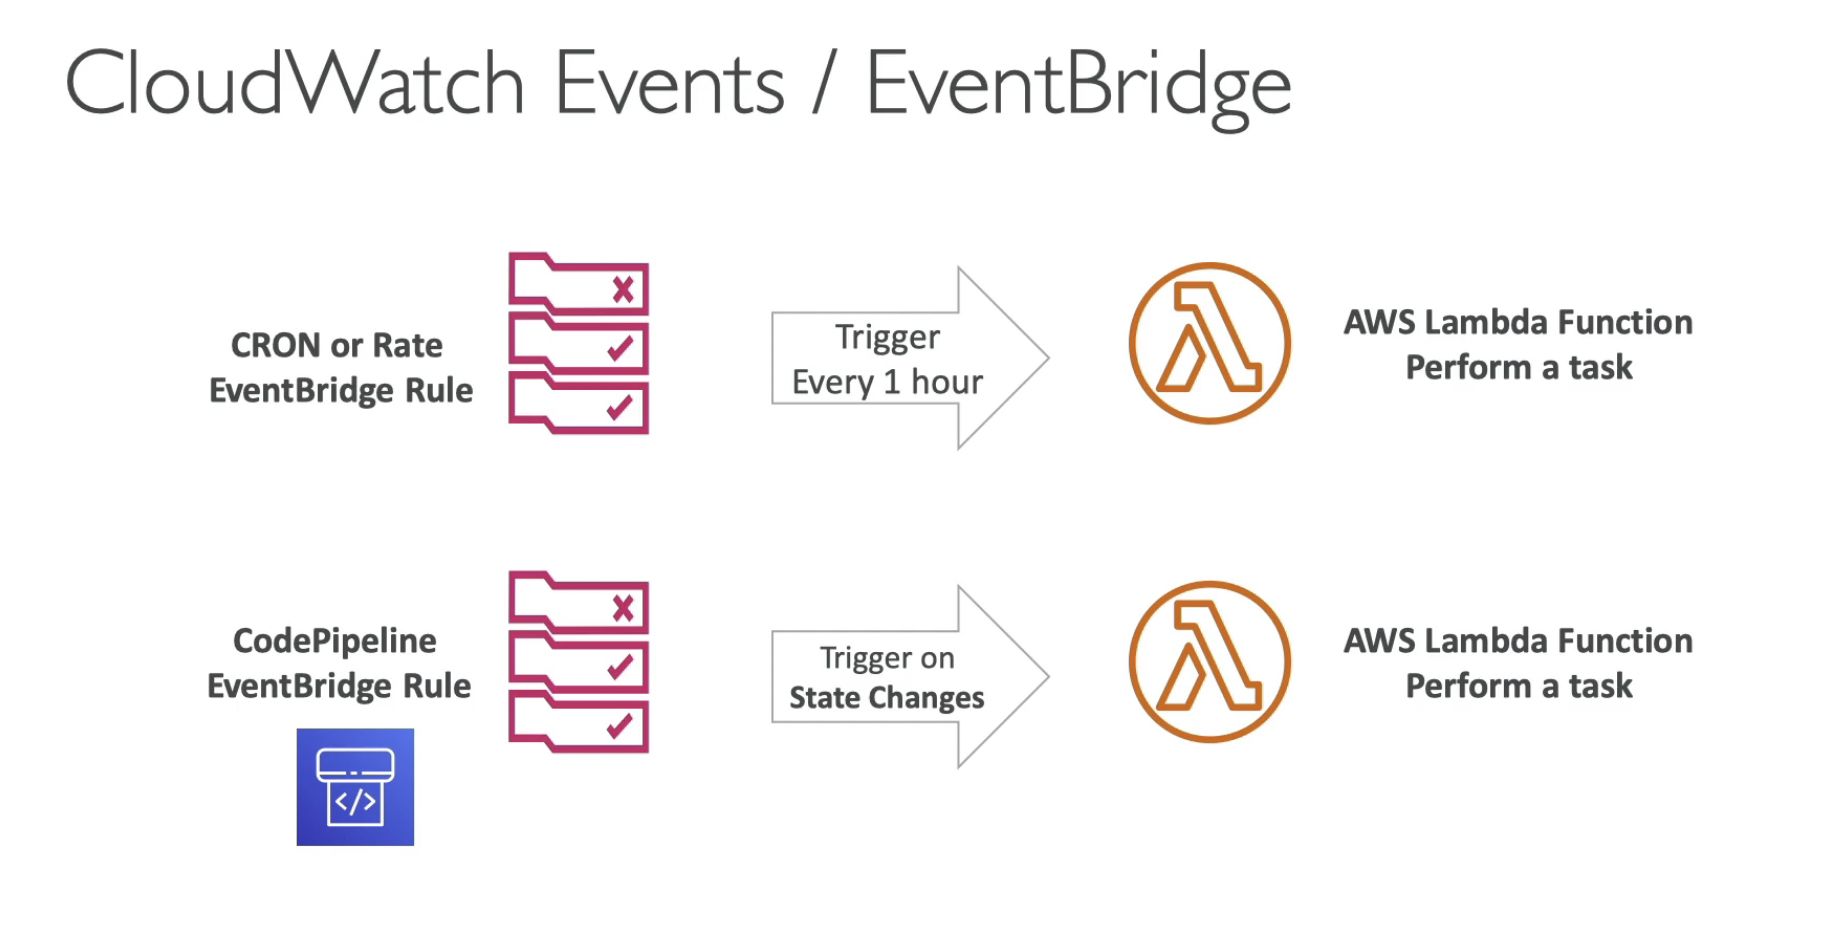 CloudWatch Events / EventBridge
CRON or Rate
EventBridge Rule
Trigger
Every 1 hour
AWS Lambda Function
Perform a task
CodePipeline
EventBridge Rule
</>
Trigger on
State Changes
AWS Lambda Function
Perform a task